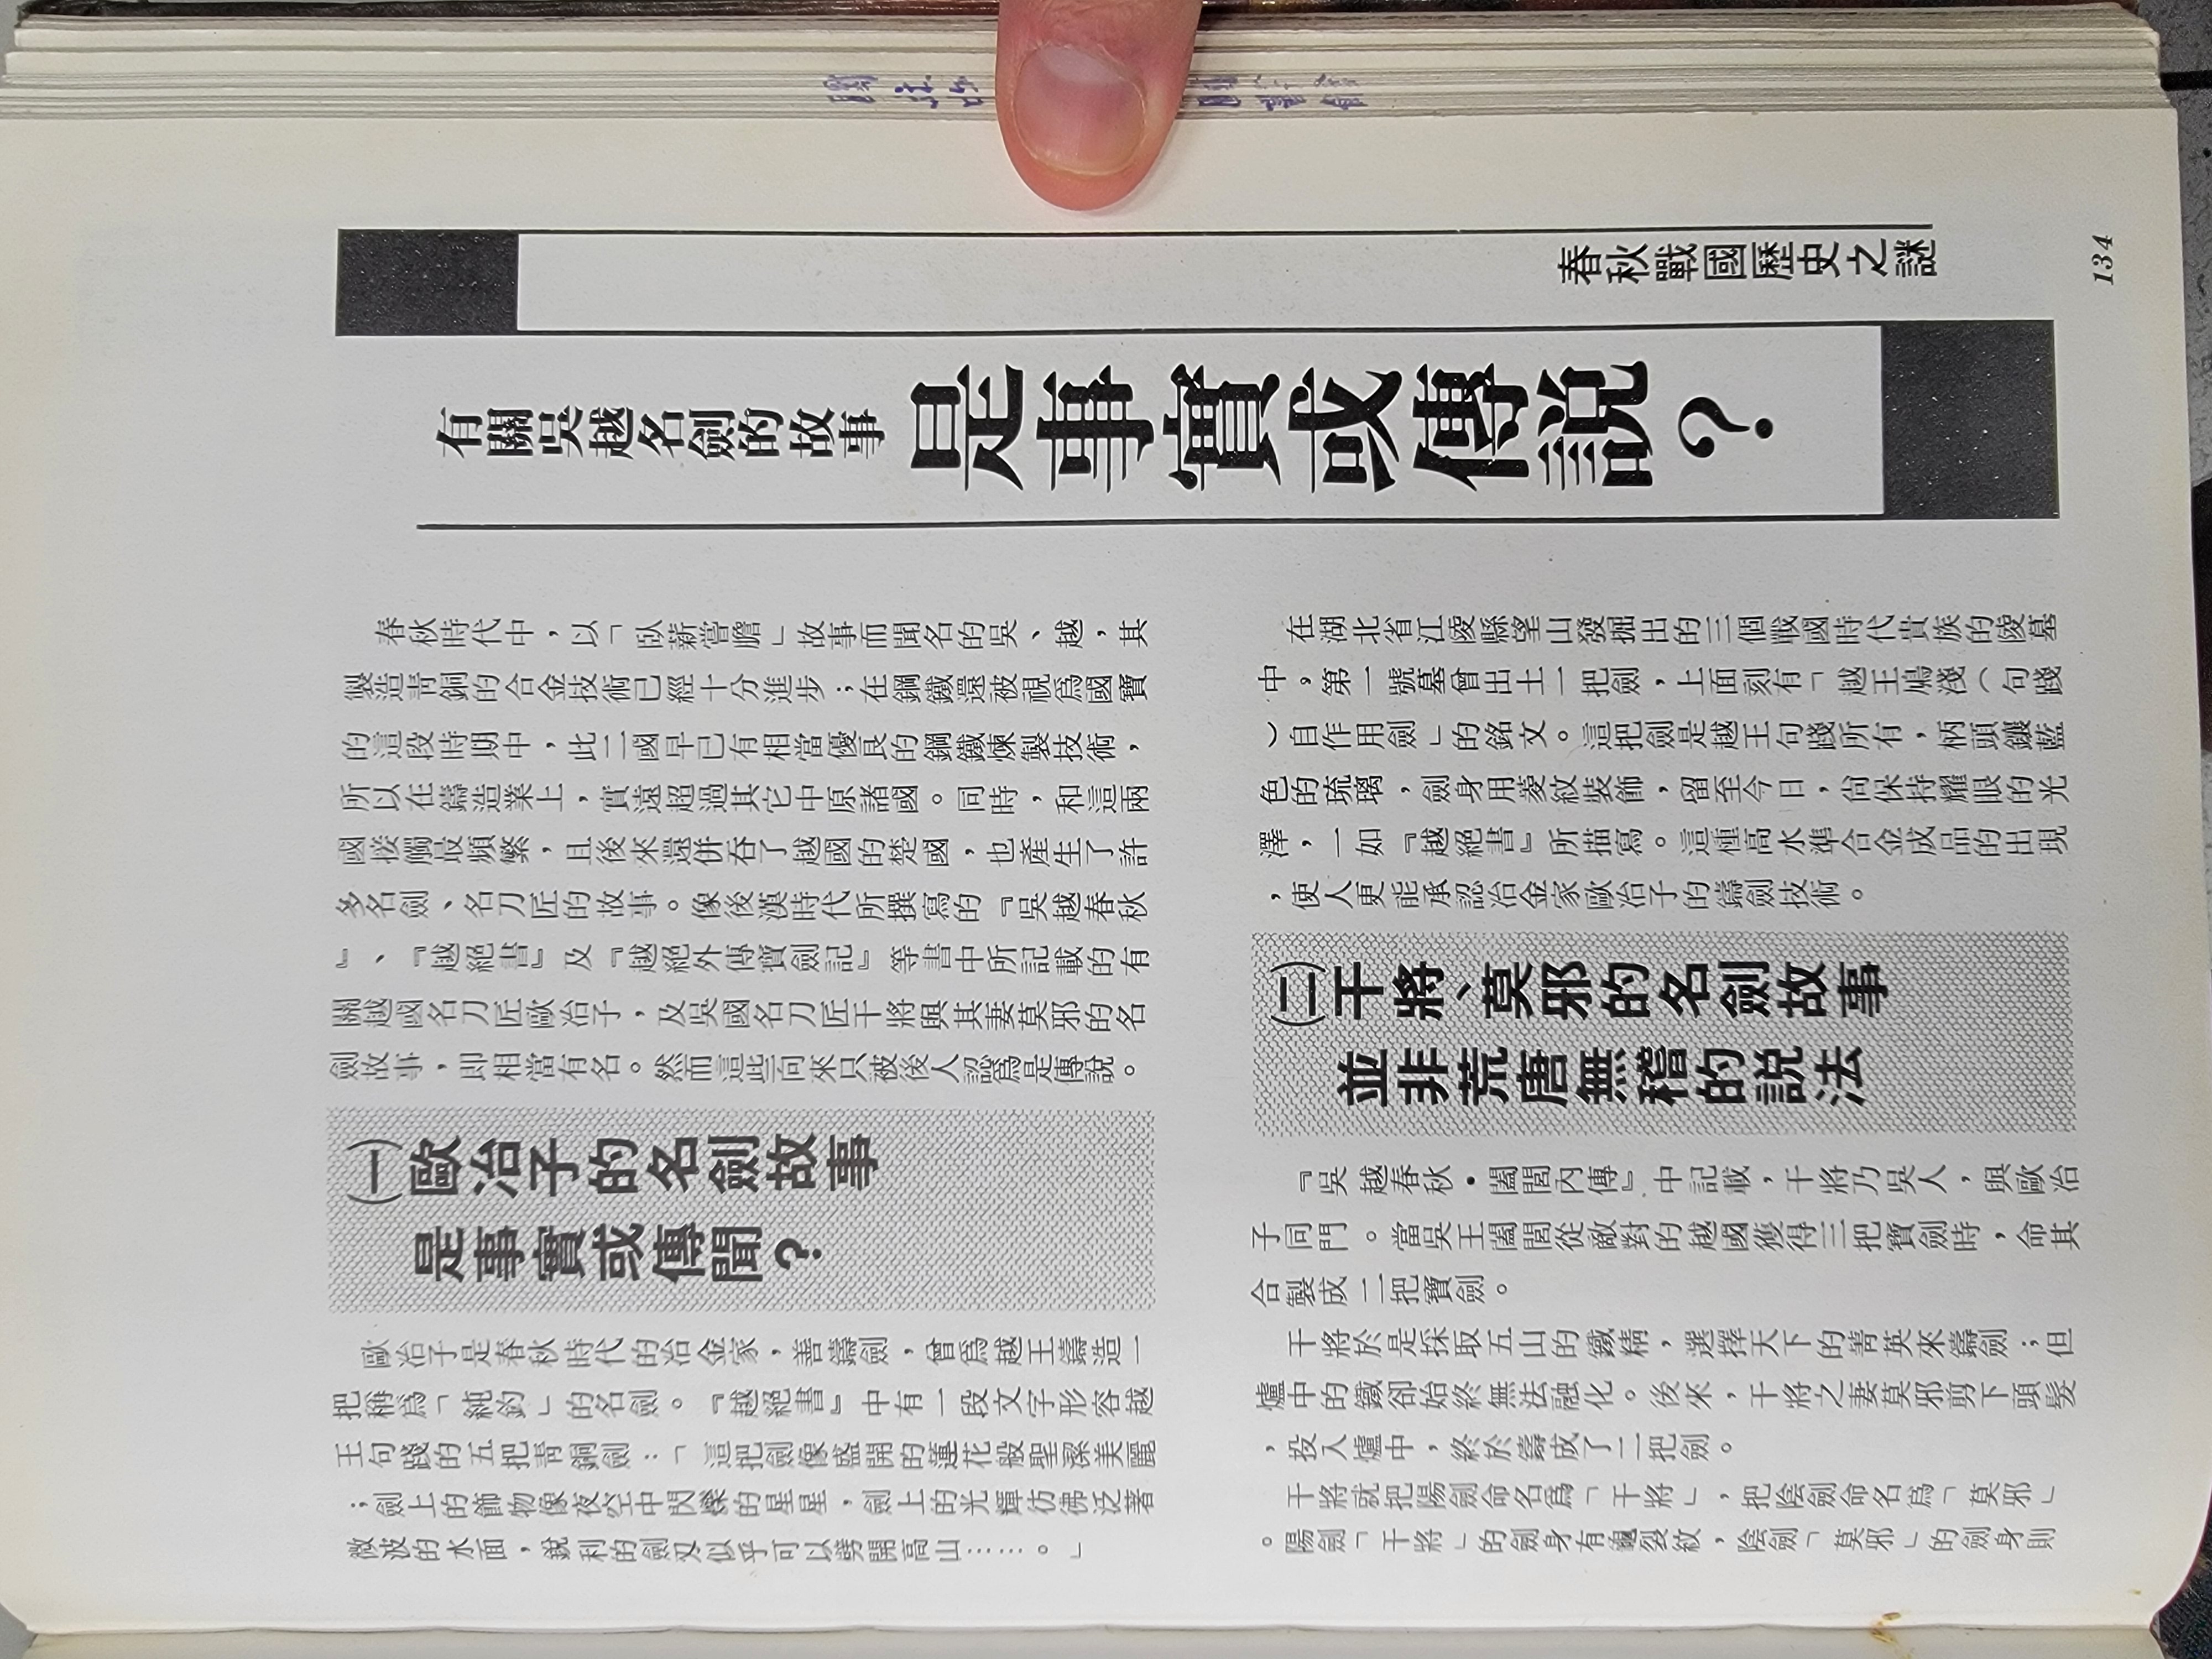 春秋戰國歷史之謎
有關吳越名劍的故事 是事實或傳說？
春秋時代中，以「臥薪嘗膽」故事而聞名的吳、越，其
製造青銅的合金技術已經十分進步；在鋼鐵還被視爲國寶
的這段時期中，此二國早已有相當優良的鋼鐵煉製技術，
所以在鑄造業上，實遠超過其它中原諸國。同時，和這兩
國接觸最頻繁，且後來還併吞了越國的楚國，也產生了許
多名劍、名刀匠的故事。像後漢時代所撰寫的『吳越春秋
』、『越絕書』及『越絕外傳寶劍記』等書中所記載的有
關越國名刀匠歐冶子，及吳國名刀匠干將與其妻莫邪的名
劍故事，即相當有名。然而這些向來只被後人認爲是傳說。
㈠歐冶子的名劍故事
是事實或傳聞？
歐冶子是春秋時代的冶金家，善鑄劍，曾爲越王鑄造一
把稱爲「純釣」的名劍。『越絕書』中有一段文字形容越
王句踐的五把青銅劍：「這把劍像盛開的蓮花般聖潔美麗
；劍上的飾物像夜空中閃爍的星星，劍上的光輝彷彿泛著
微波的水面，銳利的劍刄似乎可以劈開高山……。」
在湖北省江陵縣望山發掘出的三個戰國時代貴族的陵墓
中，第一號墓曾出土一把劍，上面刻有「越王鳩淺（句踐
）自作用劍」的銘文。這把劍是越王句踐所有，柄頭鑲藍
色的琉璃，劍身用菱紋裝飾，留至今日，尚保持耀眼的光
澤，一如『越絕書』所描寫。這種高水準合金成品的出現
，使人更能承認冶金家歐冶子的鑄劍技術。
㈡干將、莫邪的名劍故事
並非荒唐無稽的說法
『吳越春秋・闔閭內傳』中記載，干將乃吳人，與歐冶
子同門。當吳王闔閭從敵對的越國獲得三把寶劍時，命其
合製成二把寶劍。
干將於是採取五山的鐵精，選擇天下的菁英來鑄劍；但
爐中的鐵卻始終無法融化。後來，干將之妻莫邪剪下頭髮
，投入爐中，終於鑄成了二把劍。
干將就把陽劍命名爲「干將」，把陰劍命名爲「莫邪」
。陽劍「干將」的劍身有龜裂紋，陰劍「莫邪」的劍身則
134